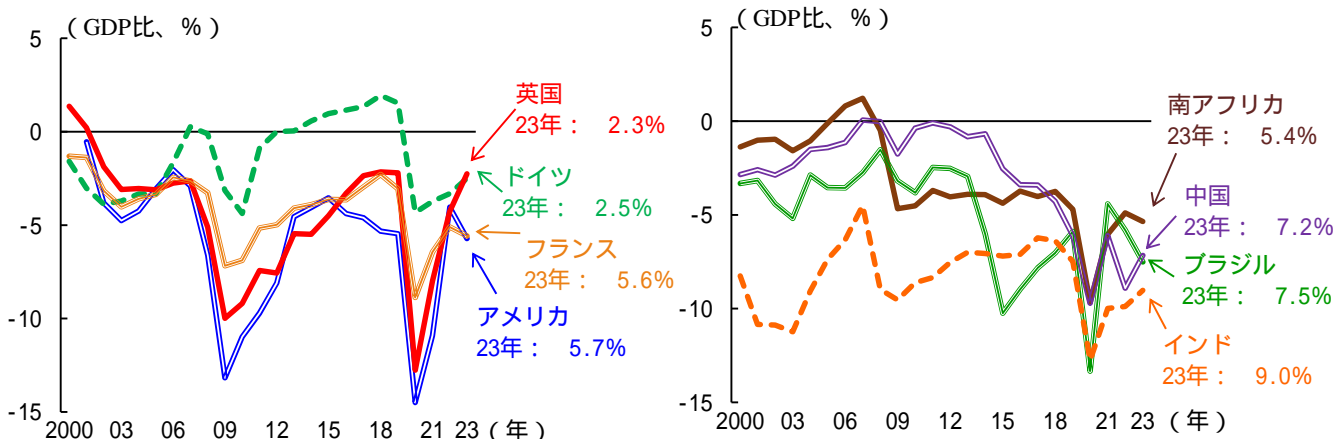 （GDP比、％）
5
0
-5
-10
-15
2000 03 06 09 12 15 18 21 23（年）
英国
23年： 2.3%
ドイツ
23年： 2.5%
フランス
23年： 5.6%
アメリカ
23年： 5.7%
（GDP比、％）
5
0
-5
-10
-15
2000 03 06 09 12 15 18 21 23（年）
南アフリカ
23年： 5.4%
中国
23年： 7.2%
ブラジル
23年： 7.5%
インド
23年： 9.0%